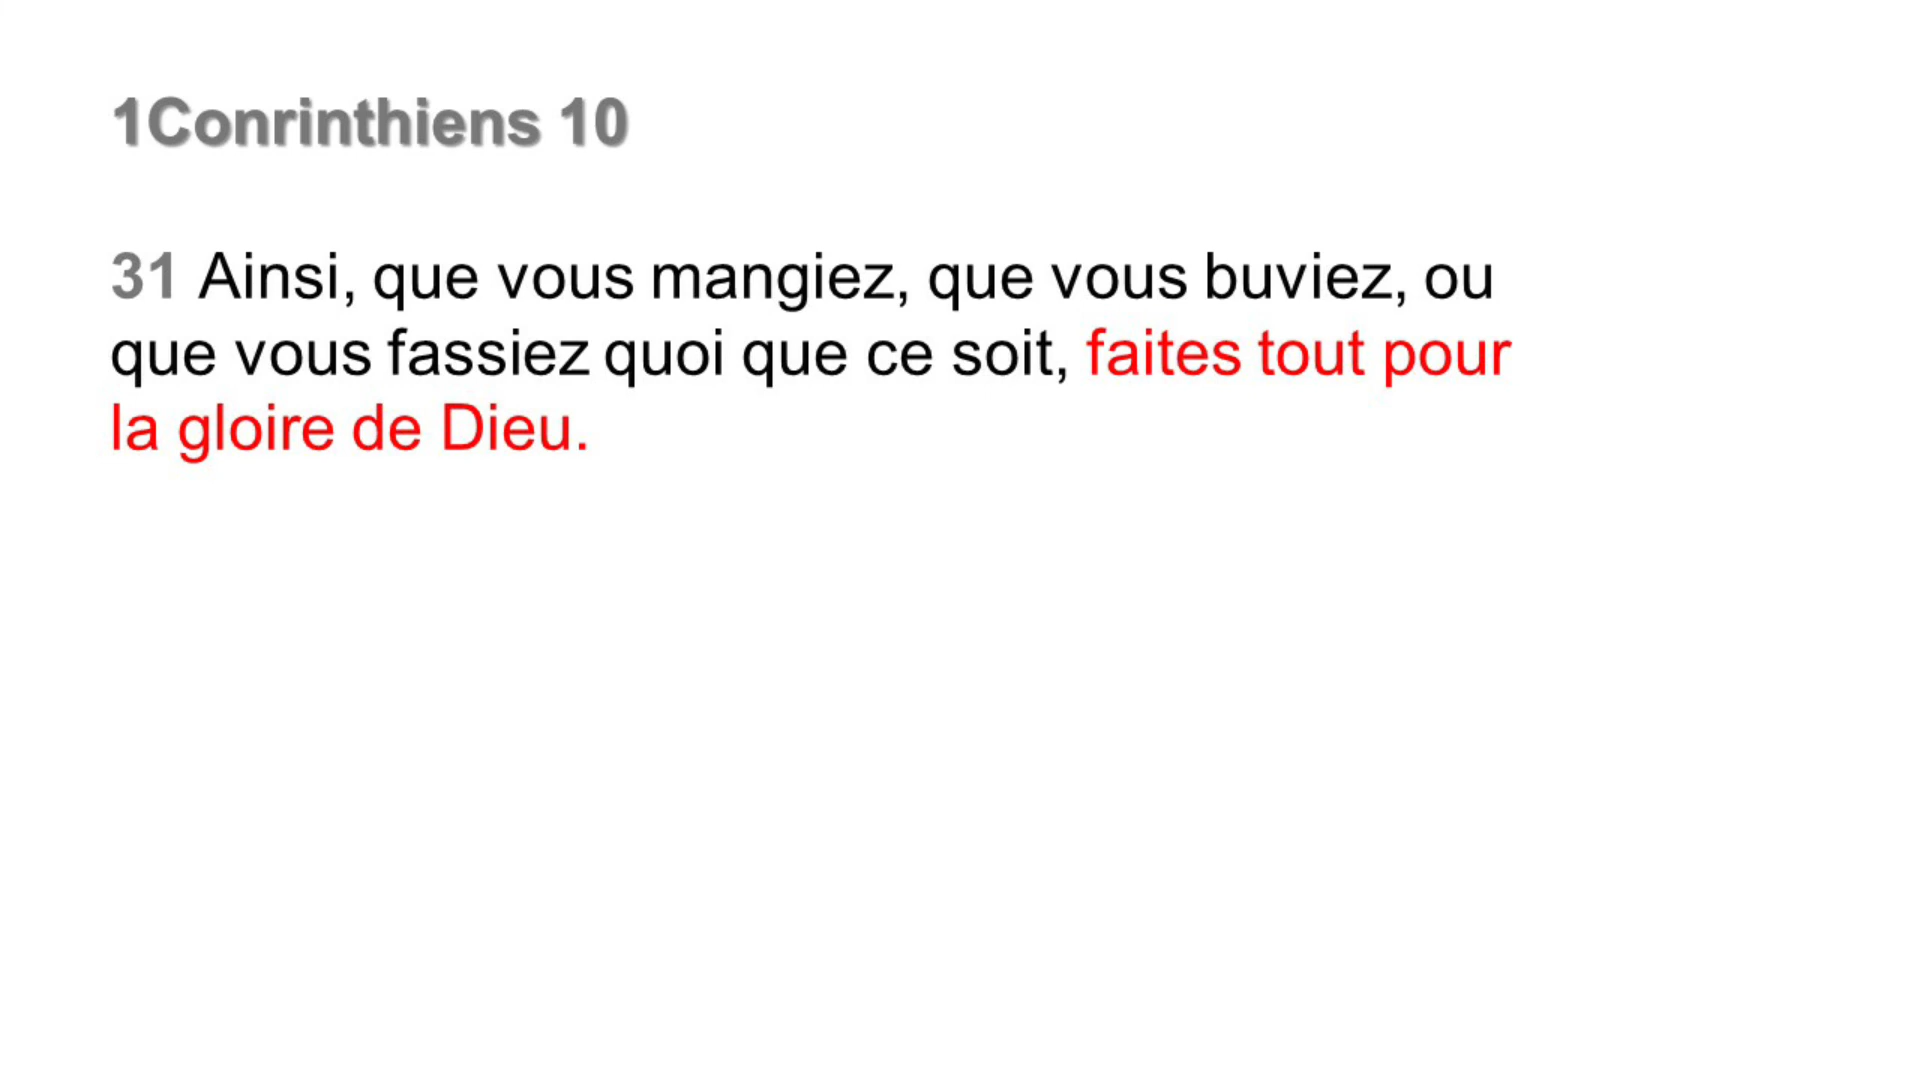 1Conrinthiens 10
31 Ainsi, que vous mangiez, que vous buviez, ou
que vous fassiez quoi que ce soit, faites tout pour
la gloire de Dieu.